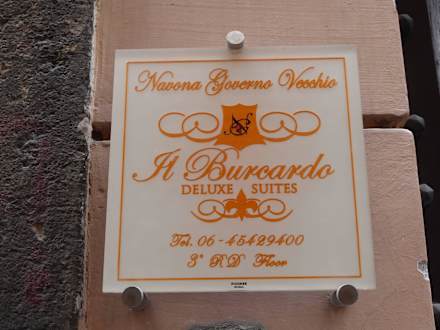 Navona Governo Vecchio
N
Il Burcardo
DELUXE SUITES
Tel. 06-45429400
3° RD Floor